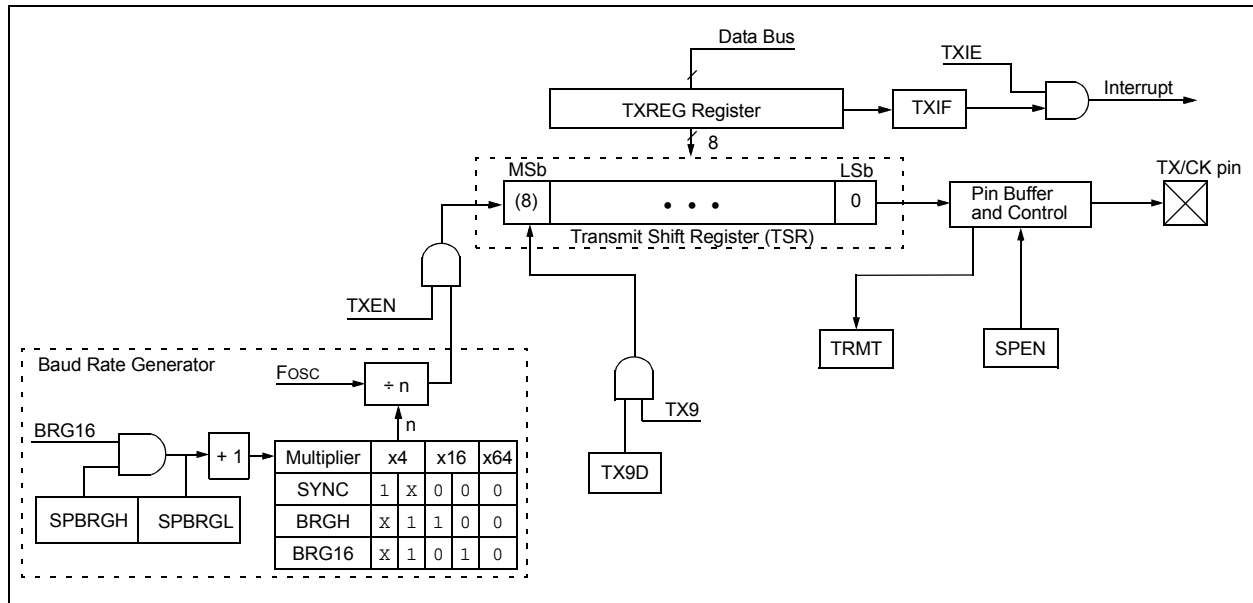 Data Bus
TXIE
Interrupt
TXREG Register
TXIF
8
MSb
LSb
TX/CK pin
(8)
• • •
0
Pin Buffer
and Control
Transmit Shift Register (TSR)
TXEN
TRMT
SPEN
Baud Rate Generator
FOSC
÷ n
TX9
n
BRG16
+ 1
Multiplier x4 x16 x64
TX9D
SYNC 1 X 0 0 0
SPBRGH SPBRGL
BRGH X 1 1 0 0
BRG16 X 1 0 1 0